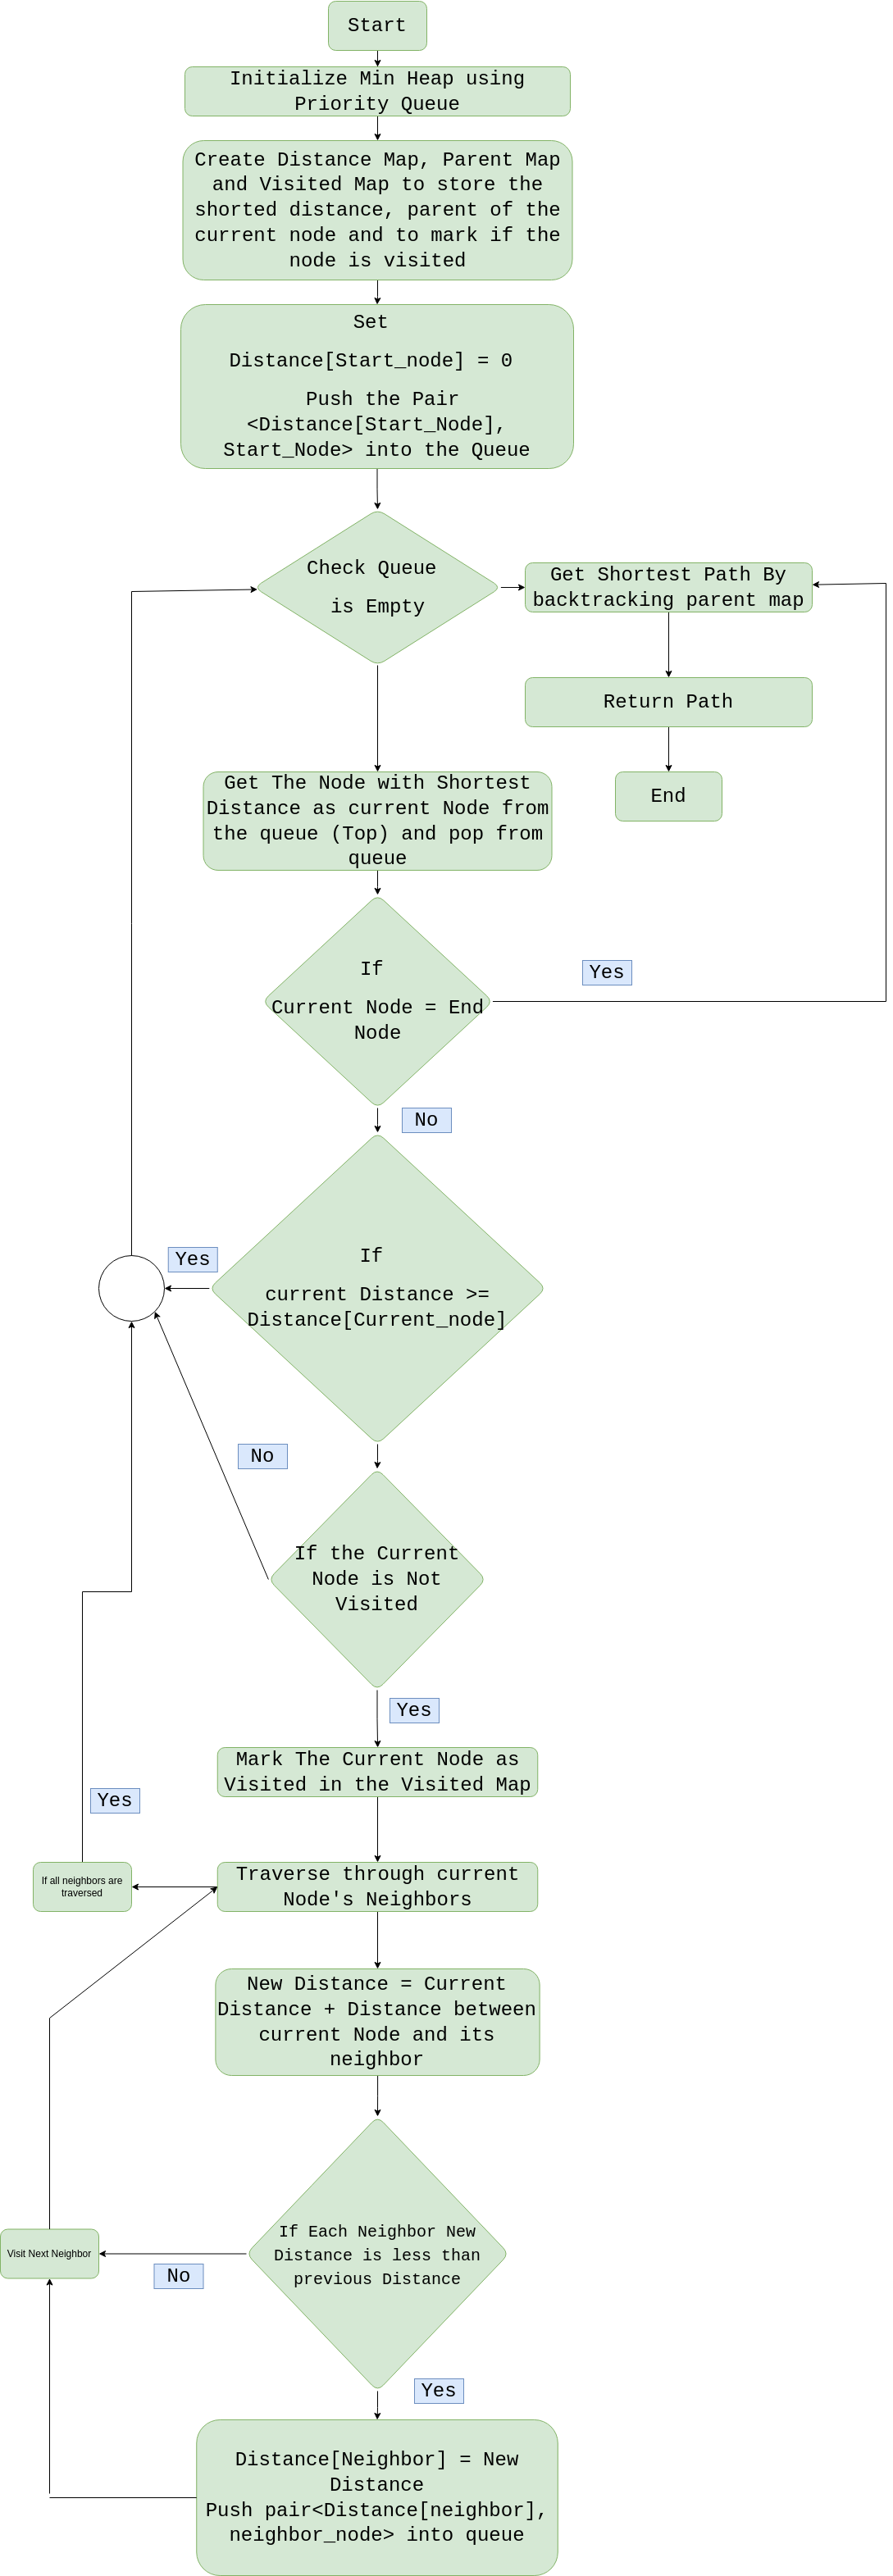 Start
Initialize Min Heap using
Priority Queue
Create Distance Map, Parent Map
and Visited Map to store the
shorted distance, parent of the
current node and to mark if the
node is visited
Set
Distance[Start_node] = 0
Push the Pair
<Distance[Start_Node],
Start_Node> into the Queue
Check Queue
is Empty
Get Shortest Path By
backtracking parent map
Return Path
End
Get The Node with Shortest
Distance as current Node from
the queue (Top) and pop from
queue
If
Current Node = End
Node
Yes
No
If
current Distance >=
Distance[Current_node]
Yes
No
If the Current
Node is Not
Visited
Yes
Mark The Current Node as
Visited in the Visited Map
Yes
If all neighbors are
traversed
Traverse through current
Node's Neighbors
New Distance = Current
Distance + Distance between
current Node and its
neighbor
If Each Neighbor New
Distance is less than
previous Distance
Visit Next Neighbor
No
Yes
Distance[Neighbor] = New
Distance
Push pair<Distance[neighbor],
neighbor_node> into queue